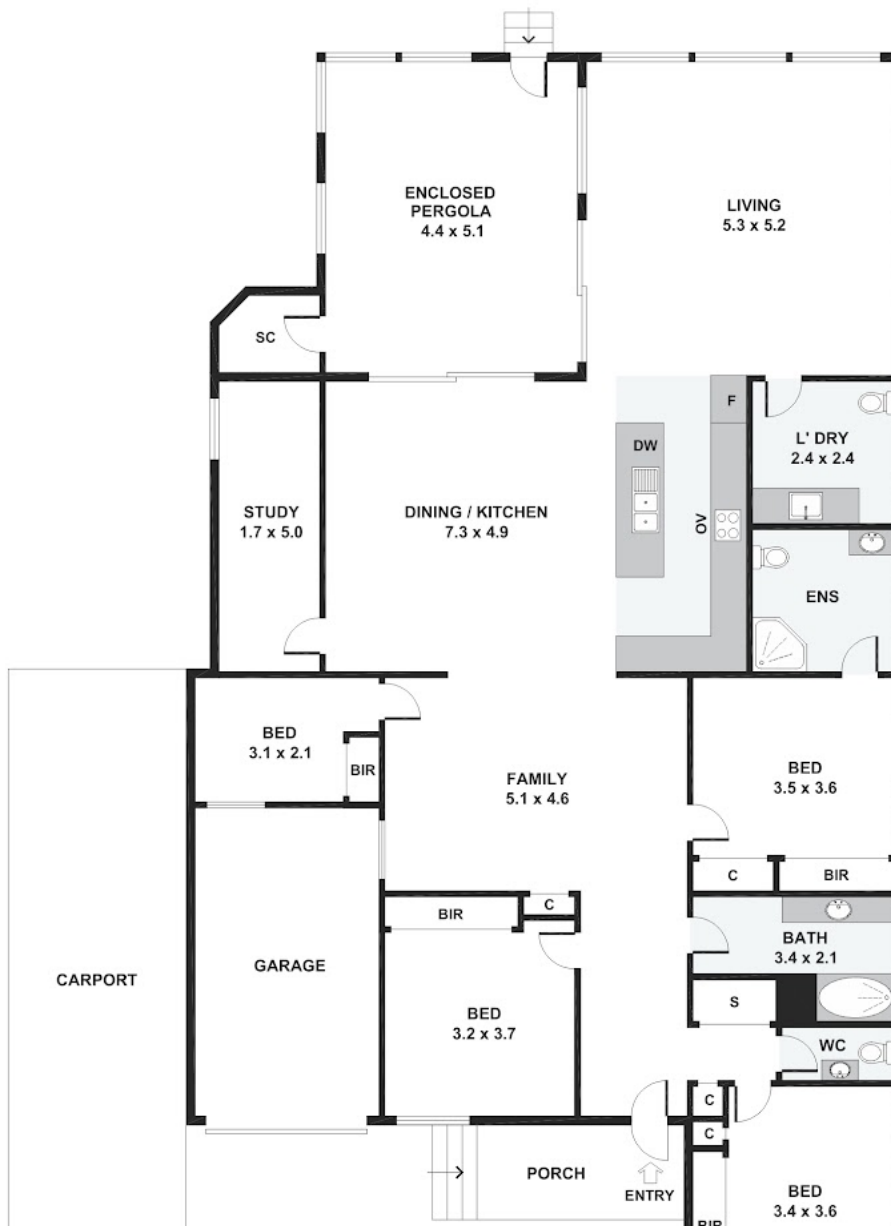 ENCLOSED
PERGOLA
4.4 x 5.1
LIVING
5.3 x 5.2
SC
F
DW
L' DRY
2.4 x 2.4
STUDY
1.7 x 5.0
DINING / KITCHEN
7.3 x 4.9
OV
ENS
BED
3.1 x 2.1
BIR
FAMILY
5.1 x 4.6
BED
3.5 x 3.6
C
BIR
BIR
C
BATH
3.4 x 2.1
CARPORT
GARAGE
BED
3.2 x 3.7
S
WC
C
C
PORCH
ENTRY
BED
3.4 x 3.6
BIR